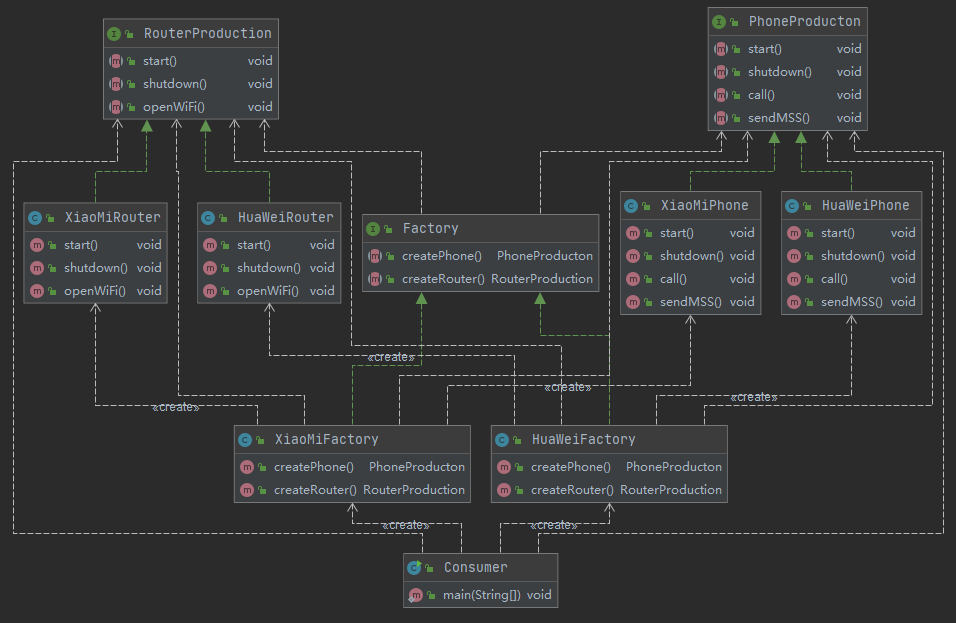 RouterProduction
start() void
shutdown() void
openWiFi() void
PhoneProducton
start() void
shutdown() void
call() void
sendMSS() void
XiaoMiRouter
start() void
shutdown() void
openWiFi() void
HuaWeiRouter
start() void
shutdown() void
openWiFi() void
Factory
createPhone() PhoneProducton
createRouter() RouterProduction
XiaoMiPhone
start() void
shutdown() void
call() void
sendMSS() void
HuaWeiPhone
start() void
shutdown() void
call() void
sendMSS() void
«create»
«create»
«create»
«create»
XiaoMiFactory
createPhone() PhoneProducton
createRouter() RouterProduction
HuaWeiFactory
createPhone() PhoneProducton
createRouter() RouterProduction
«create»
«create»
Consumer
main(String[]) void